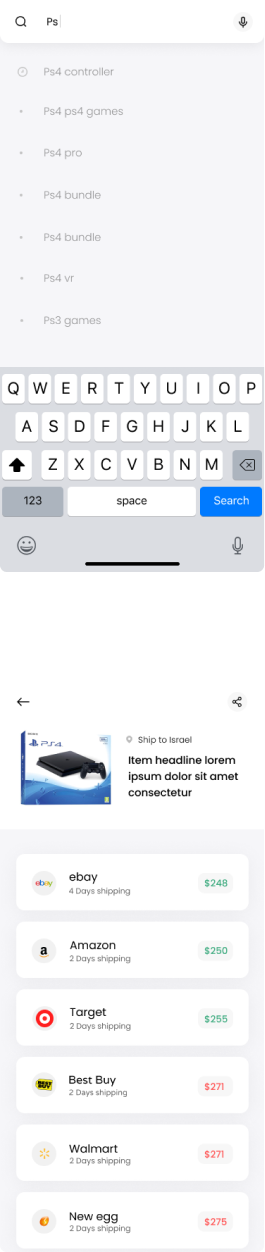 Ps
Ps4 controller
Ps4 ps4 games
Ps4 pro
Ps4 bundle
Ps4 bundle
Ps4 vr
Ps3 games
Q W E R T Y U I O P
A S D F G H J K L
Z X C V B N M
123 space Search
Ship to Israel
PS4
Item headline lorem
ipsum dolor sit amet
consectetur
ebay
ebay
4 Days shipping
$248
a
Amazon
2 Days shipping
$250
Target
2 Days shipping
$255
BEST BUY
Best Buy
2 Days shipping
$271
Walmart
2 Days shipping
$271
New egg
2 Days shipping
$275